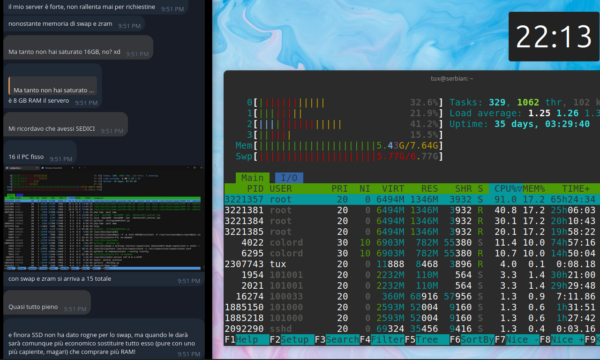 il mio server è forte, non rallenta mai per richiestine
9:51 PM
nonostante memoria di swap e zram
9:51 PM
Ma tanto non hai saturato 16GB, no? xd
9:51 PM
Ma tanto non hai saturato ...
9:51 PM
è 8 GB RAM il servero
9:51 PM
Mi ricordavo che avessi SEDICI
9:51 PM
16 il PC fisso
9:51 PM
con swap e zram si arriva a 15 totale
9:51 PM
Quasi tutto pieno
9:51 PM
e finora SSD non ha dato rogne per lo swap, ma quando le darà
sarà comunque più economico sostituire tutto esso (pure con uno
più capiente, magari) che comprare più RAM!
9:51 PM
22:13
tux@serbian: ~
0[ 32.6%]
1[ 21.9%]
2[ 41.2%]
3[ 15.5%]
Mem[ 5.43G/7.64G]
Swp[ 5.77G/6.77G]
Tasks: 329, 1062 thr, 102 k
Load average: 1.25 1.26 1.3
Uptime: 35 days, 03:29:40
Main I/O
PID USER PRI NI VIRT RES SHR S CPU% MEM% TIME+
3221357 root 20 0 6494M 1346M 3932 S 91.0 17.2 65h24:34
3221381 root 20 0 6494M 1346M 3932 R 40.8 17.2 25h06:03
3221384 root 20 0 6494M 1346M 3932 R 30.1 17.2 20h10:43
3221385 root 20 0 6494M 1346M 3932 R 20.1 17.2 19h58:22
4022 colord 30 10 6903M 782M 55380 S 11.4 10.0 74h57:16
6295 colord 30 10 6903M 782M 55380 R 10.7 10.0 14h50:04
2307743 tux 20 0 11888 52468 3896 R 4.0 0.1 0:08.18
1954 101001 20 0 2232M 110M 564 S 3.3 1.4 30h21:00
2021 101001 20 0 2232M 110M 564 S 3.3 1.4 29h29:48
16274 100033 20 0 360M 68916 57956 S 1.3 0.9 7:11.86
1885150 101000 20 0 2593M 52004 9160 S 1.3 0.6 1h31:51
1885218 101000 20 0 2593M 52004 9160 S 1.3 0.6 1h27:42
2092290 sshd 20 0 69324 35456 9416 S 1.3 0.4 0:03.16
F1Help F2Setup F3Search F4Filter F5Tree F6SortBy F7Nice - F8Nice + F9